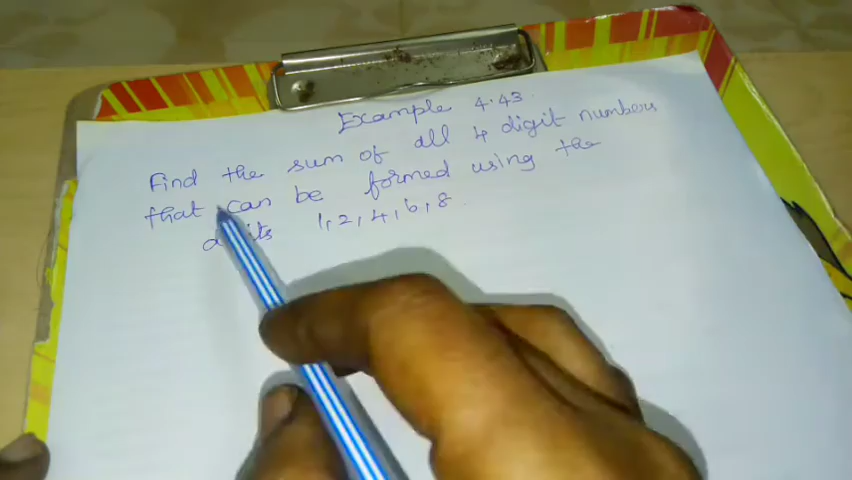 Example 4.43.
Find the sum of all 4 digit numbers
that can be formed using the
1, 2, 4, 6, 8.